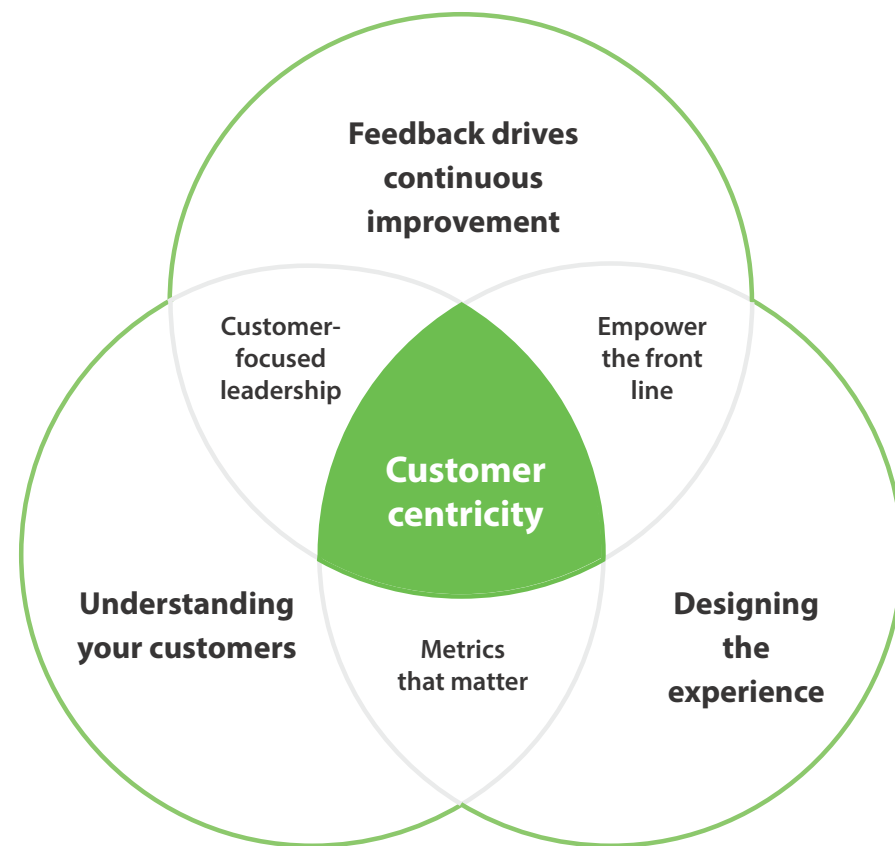 Feedback drives
continuous
improvement
Customer-
focused
leadership
Empower
the front
line
Customer
centricity
Understanding
your customers
Designing
the
experience
Metrics
that matter